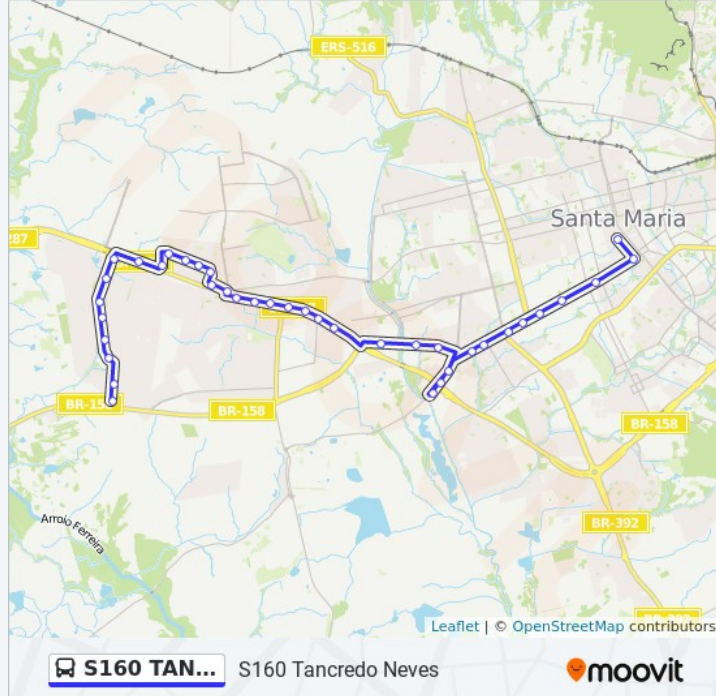 ERS-516
Santa Maria
287
BR-15
BR-158
BR-158
BR-392
Arroio Ferreira
Leaflet | © OpenStreetMap contributors
S160 TAN...
S160 Tancredo Neves
moovit